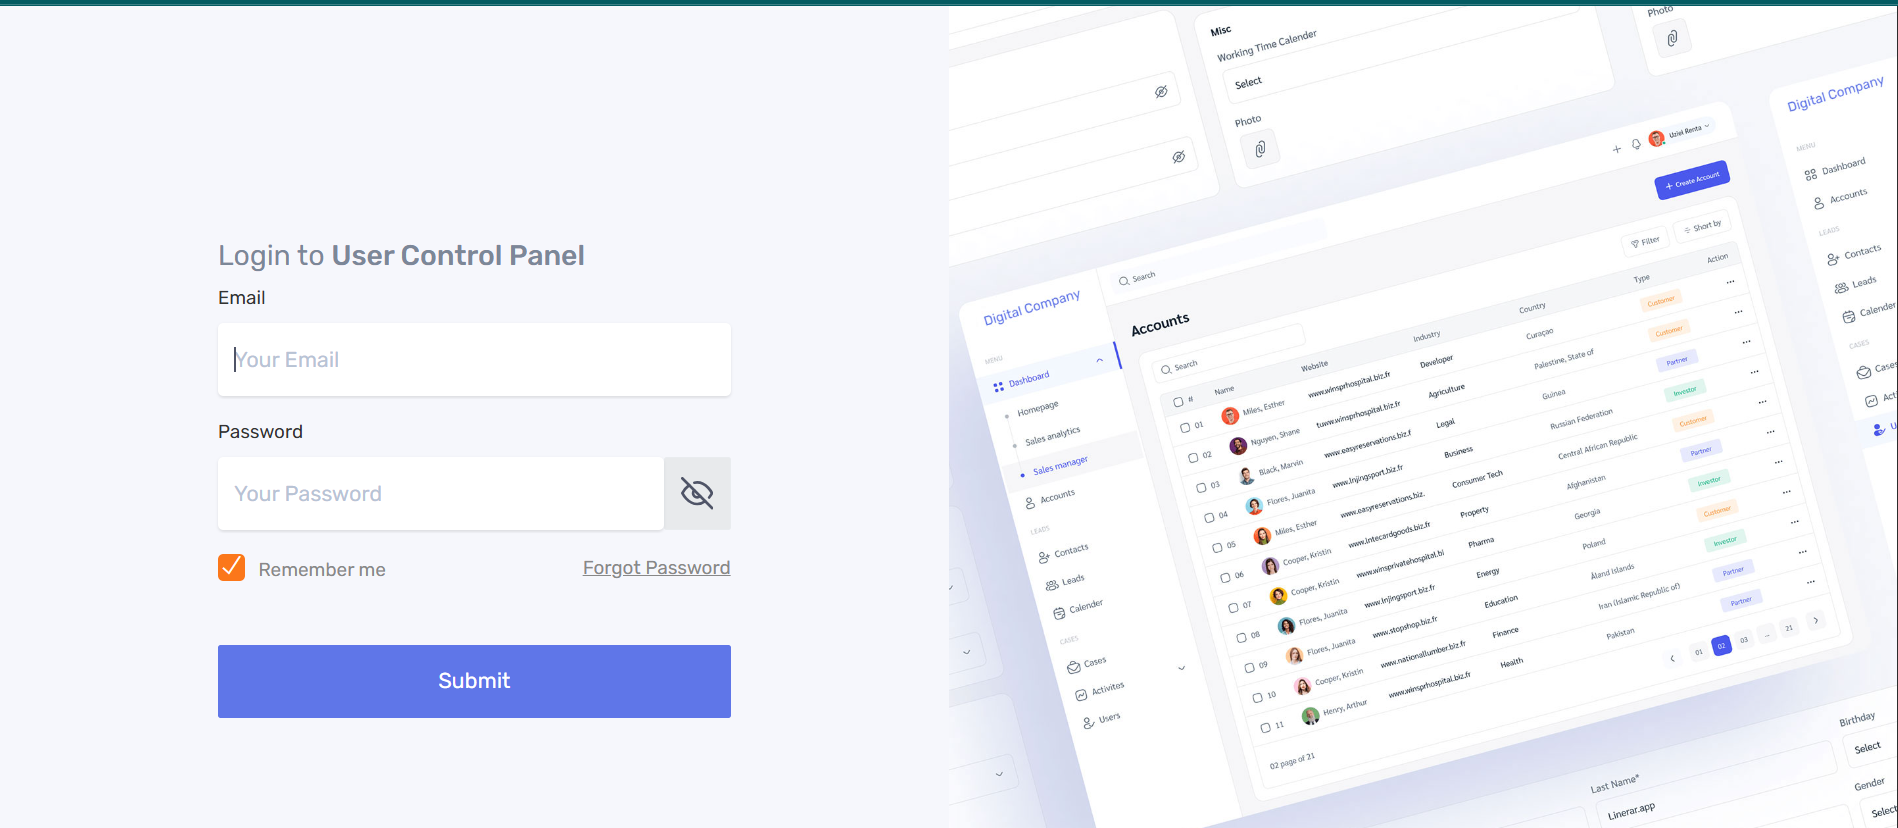 Login to User Control Panel
Email
Your Email
Password
Your Password
Remember me
Forgot Password
Submit
Misc
Working Time Calender
Select
Photo
Photo
Digital Company
MENU
Dashboard
Accounts
LEADS
Contacts
Leads
Calender
CASES
Cases
Uziel Renta
+ Create Account
Search
Digital Company
MENU
Dashboard
Homepage
Sales analytics
Sales manager
Accounts
LEADS
Contacts
Leads
Calender
CASES
Cases
Activites
Users
Accounts
Search
Filter
Short by
# Name Website Industry Country Type Action
01 Miles, Esther www.winsprhospital.biz.fr Developer Curaçao Customer
02 Nguyen, Shane tuwww.winsprhospital.biz.fr Agriculture Palestine, State of Customer
03 Black, Marvin www.easyreservations.biz.f Legal Guinea Partner
04 Flores, Juanita www.lnjingsport.biz.fr Business Russian Federation Investor
05 Miles, Esther www.easyreservations.biz. Consumer Tech Central African Republic Customer
06 Cooper, Kristin www.lntecardgoods.biz.fr Property Afghanistan Partner
07 Cooper, Kristin www.winsprivatehospital.bi Pharma Georgia Investor
08 Flores, Juanita www.lnjingsport.biz.fr Energy Poland Customer
09 Flores, Juanita www.stopshop.biz.fr Education Åland Islands Investor
10 Cooper, Kristin www.nationallumber.biz.fr Finance Iran (Islamic Republic of) Partner
11 Henry, Arthur www.winsprhospital.biz.fr Health Pakistan Partner
02 page of 21
01 02 03 ... 21
Birthday
Select
Last Name*
Linerar.app
Gender
Select